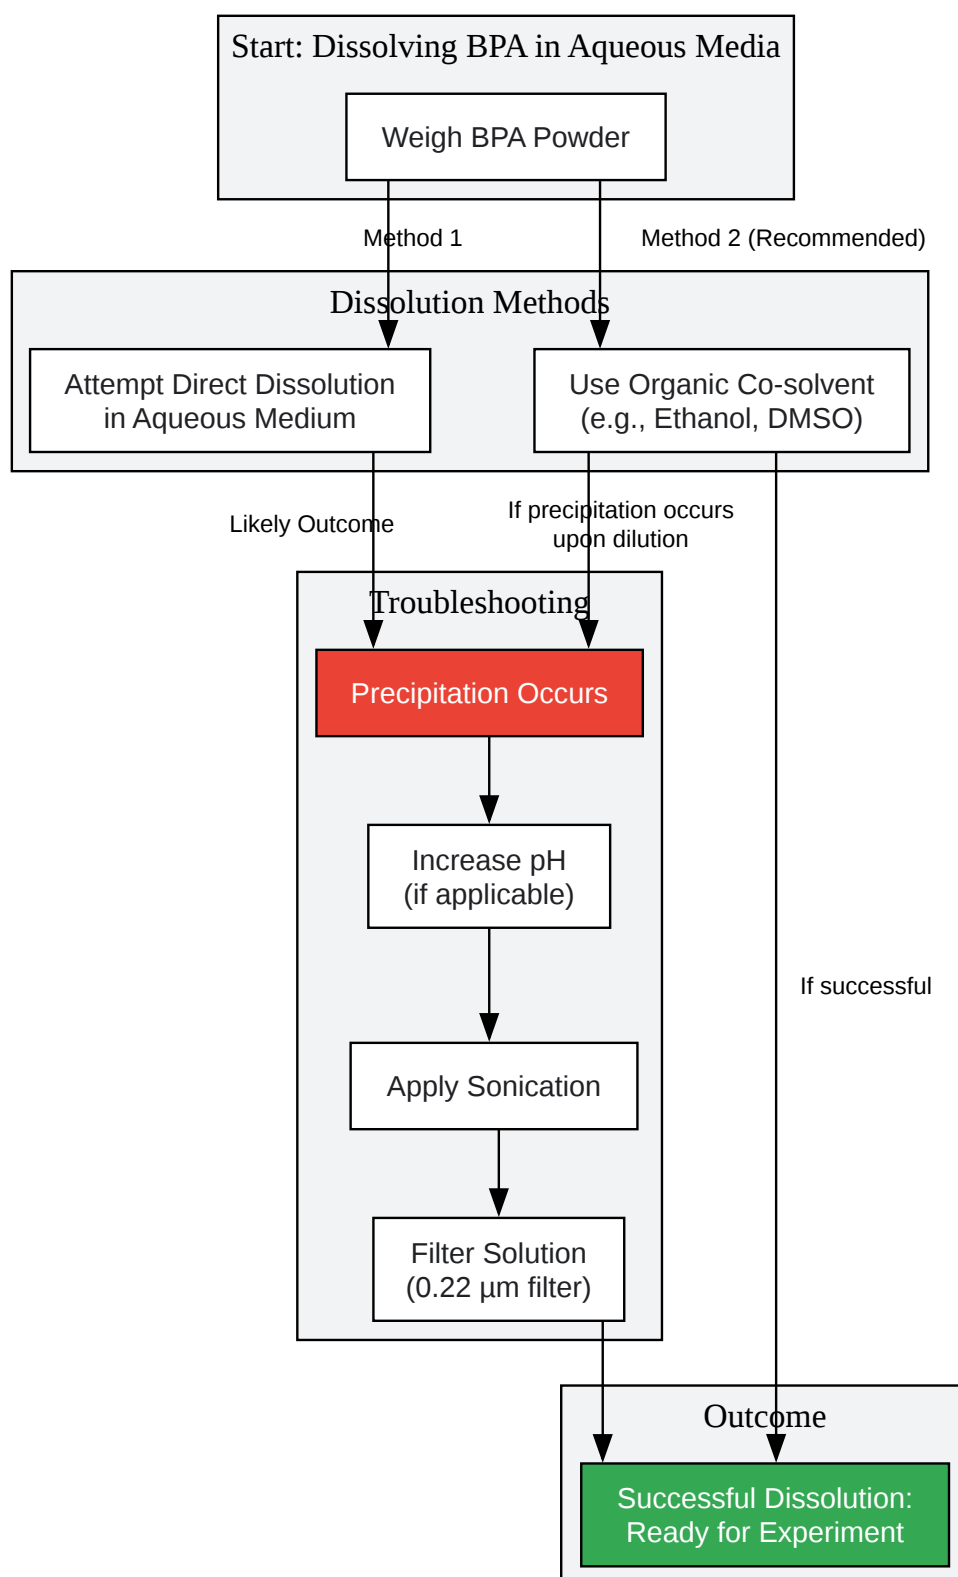 Start: Dissolving BPA in Aqueous Media
Weigh BPA Powder
Method 1
Method 2 (Recommended)
Dissolution Methods
Attempt Direct Dissolution
in Aqueous Medium
Use Organic Co-solvent
(e.g., Ethanol, DMSO)
Likely Outcome
If precipitation occurs
upon dilution
Troubleshooting
Precipitation Occurs
Increase pH
(if applicable)
If successful
Apply Sonication
Filter Solution
(0.22 µm filter)
Outcome
Successful Dissolution:
Ready for Experiment